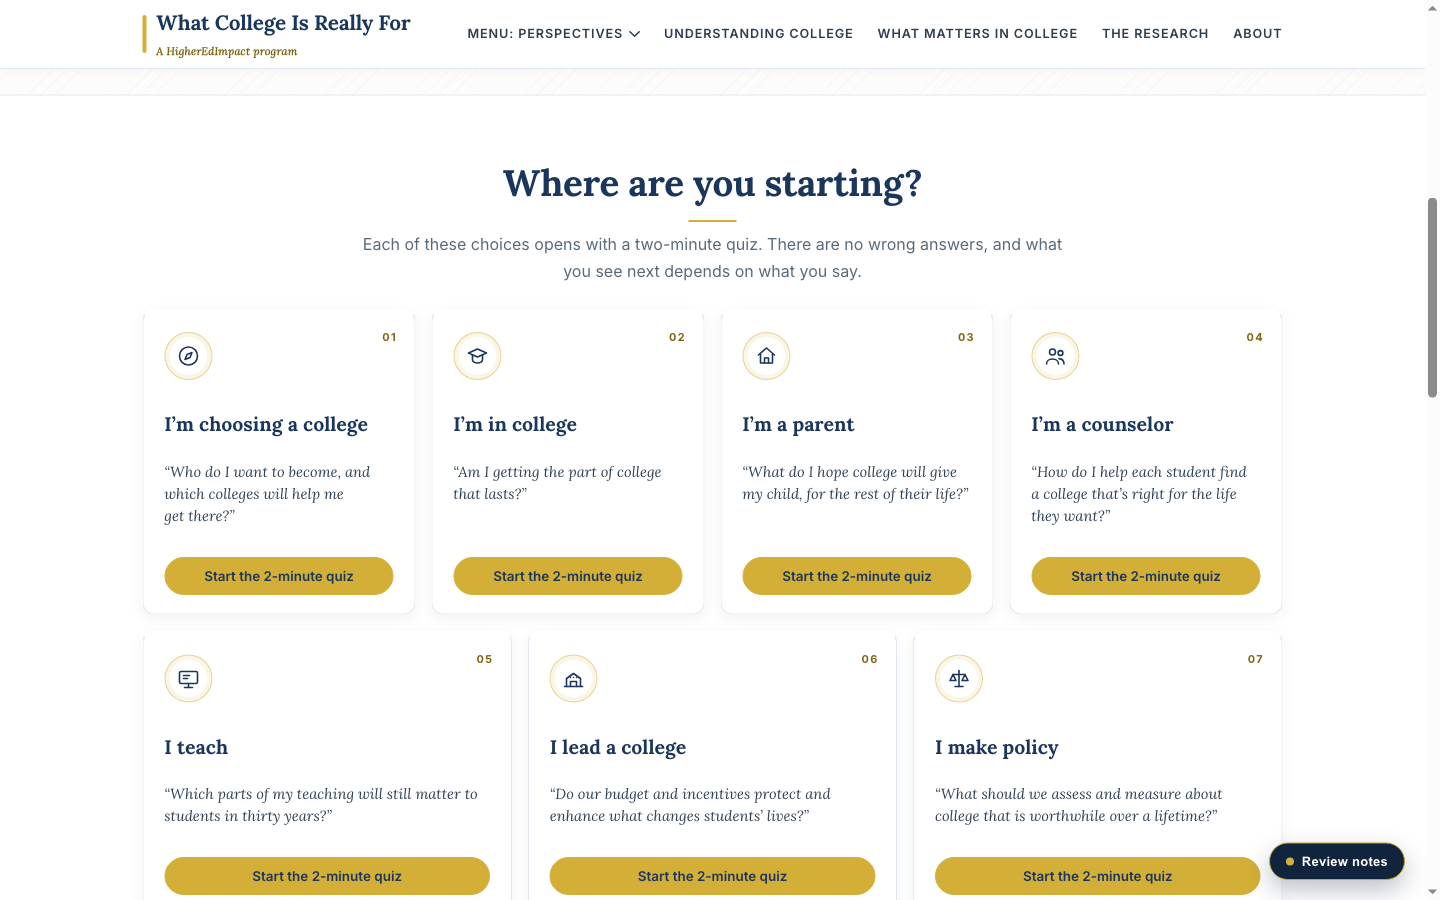 What College Is Really For
A HigherEdImpact program
MENU: PERSPECTIVES
UNDERSTANDING COLLEGE
WHAT MATTERS IN COLLEGE
THE RESEARCH
ABOUT
Where are you starting?
Each of these choices opens with a two-minute quiz. There are no wrong answers, and what
you see next depends on what you say.
01
I’m choosing a college
“Who do I want to become, and
which colleges will help me
get there?”
Start the 2-minute quiz
02
I’m in college
“Am I getting the part of college
that lasts?”
Start the 2-minute quiz
03
I’m a parent
“What do I hope college will give
my child, for the rest of their life?”
Start the 2-minute quiz
04
I’m a counselor
“How do I help each student find
a college that’s right for the life
they want?”
Start the 2-minute quiz
05
I teach
“Which parts of my teaching will still matter to
students in thirty years?”
Start the 2-minute quiz
06
I lead a college
“Do our budget and incentives protect and
enhance what changes students’ lives?”
Start the 2-minute quiz
07
I make policy
“What should we assess and measure about
college that is worthwhile over a lifetime?”
Start the 2-minute quiz
Review notes